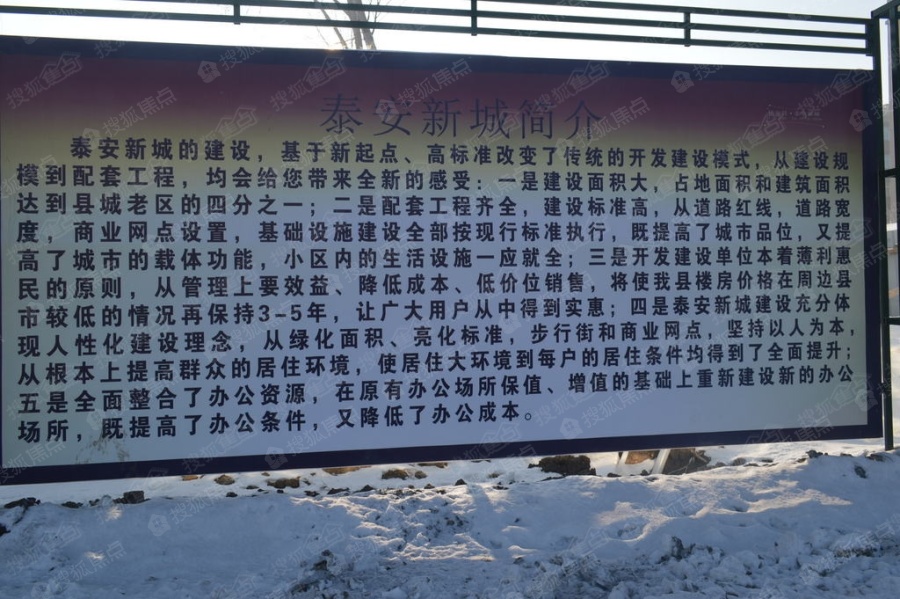 泰安新城简介
泰安新城的建设，基于新起点、高标准改变了传统的开发建设模式，从建设规
模到配套工程，均会给您带来全新的感受：一是建设面积大，占地面积和建筑面积
达到县城老区的四分之一；二是配套工程齐全，建设标准高，从道路红线，道路宽
度，商业网点设置，基础设施建设全部按现行标准执行，既提高了城市品位，又提
高了城市的载体功能，小区内的生活设施一应就全；三是开发建设单位本着薄利惠
民的原则，从管理上要效益、降低成本、低价位销售，将使我县楼房价格在周边县
市较低的情况再保持3-5年，让广大用户从中得到实惠；四是泰安新城建设充分体
现人性化建设理念，从绿化面积、亮化标准，步行街和商业网点，坚持以人为本，
从根本上提高群众的居住环境，使居住大环境到每户的居住条件均得到了全面提升；
五是全面整合了办公资源，在原有办公场所保值、增值的基础上重新建设新的办公
场所，既提高了办公条件，又降低了办公成本。
搜狐焦点